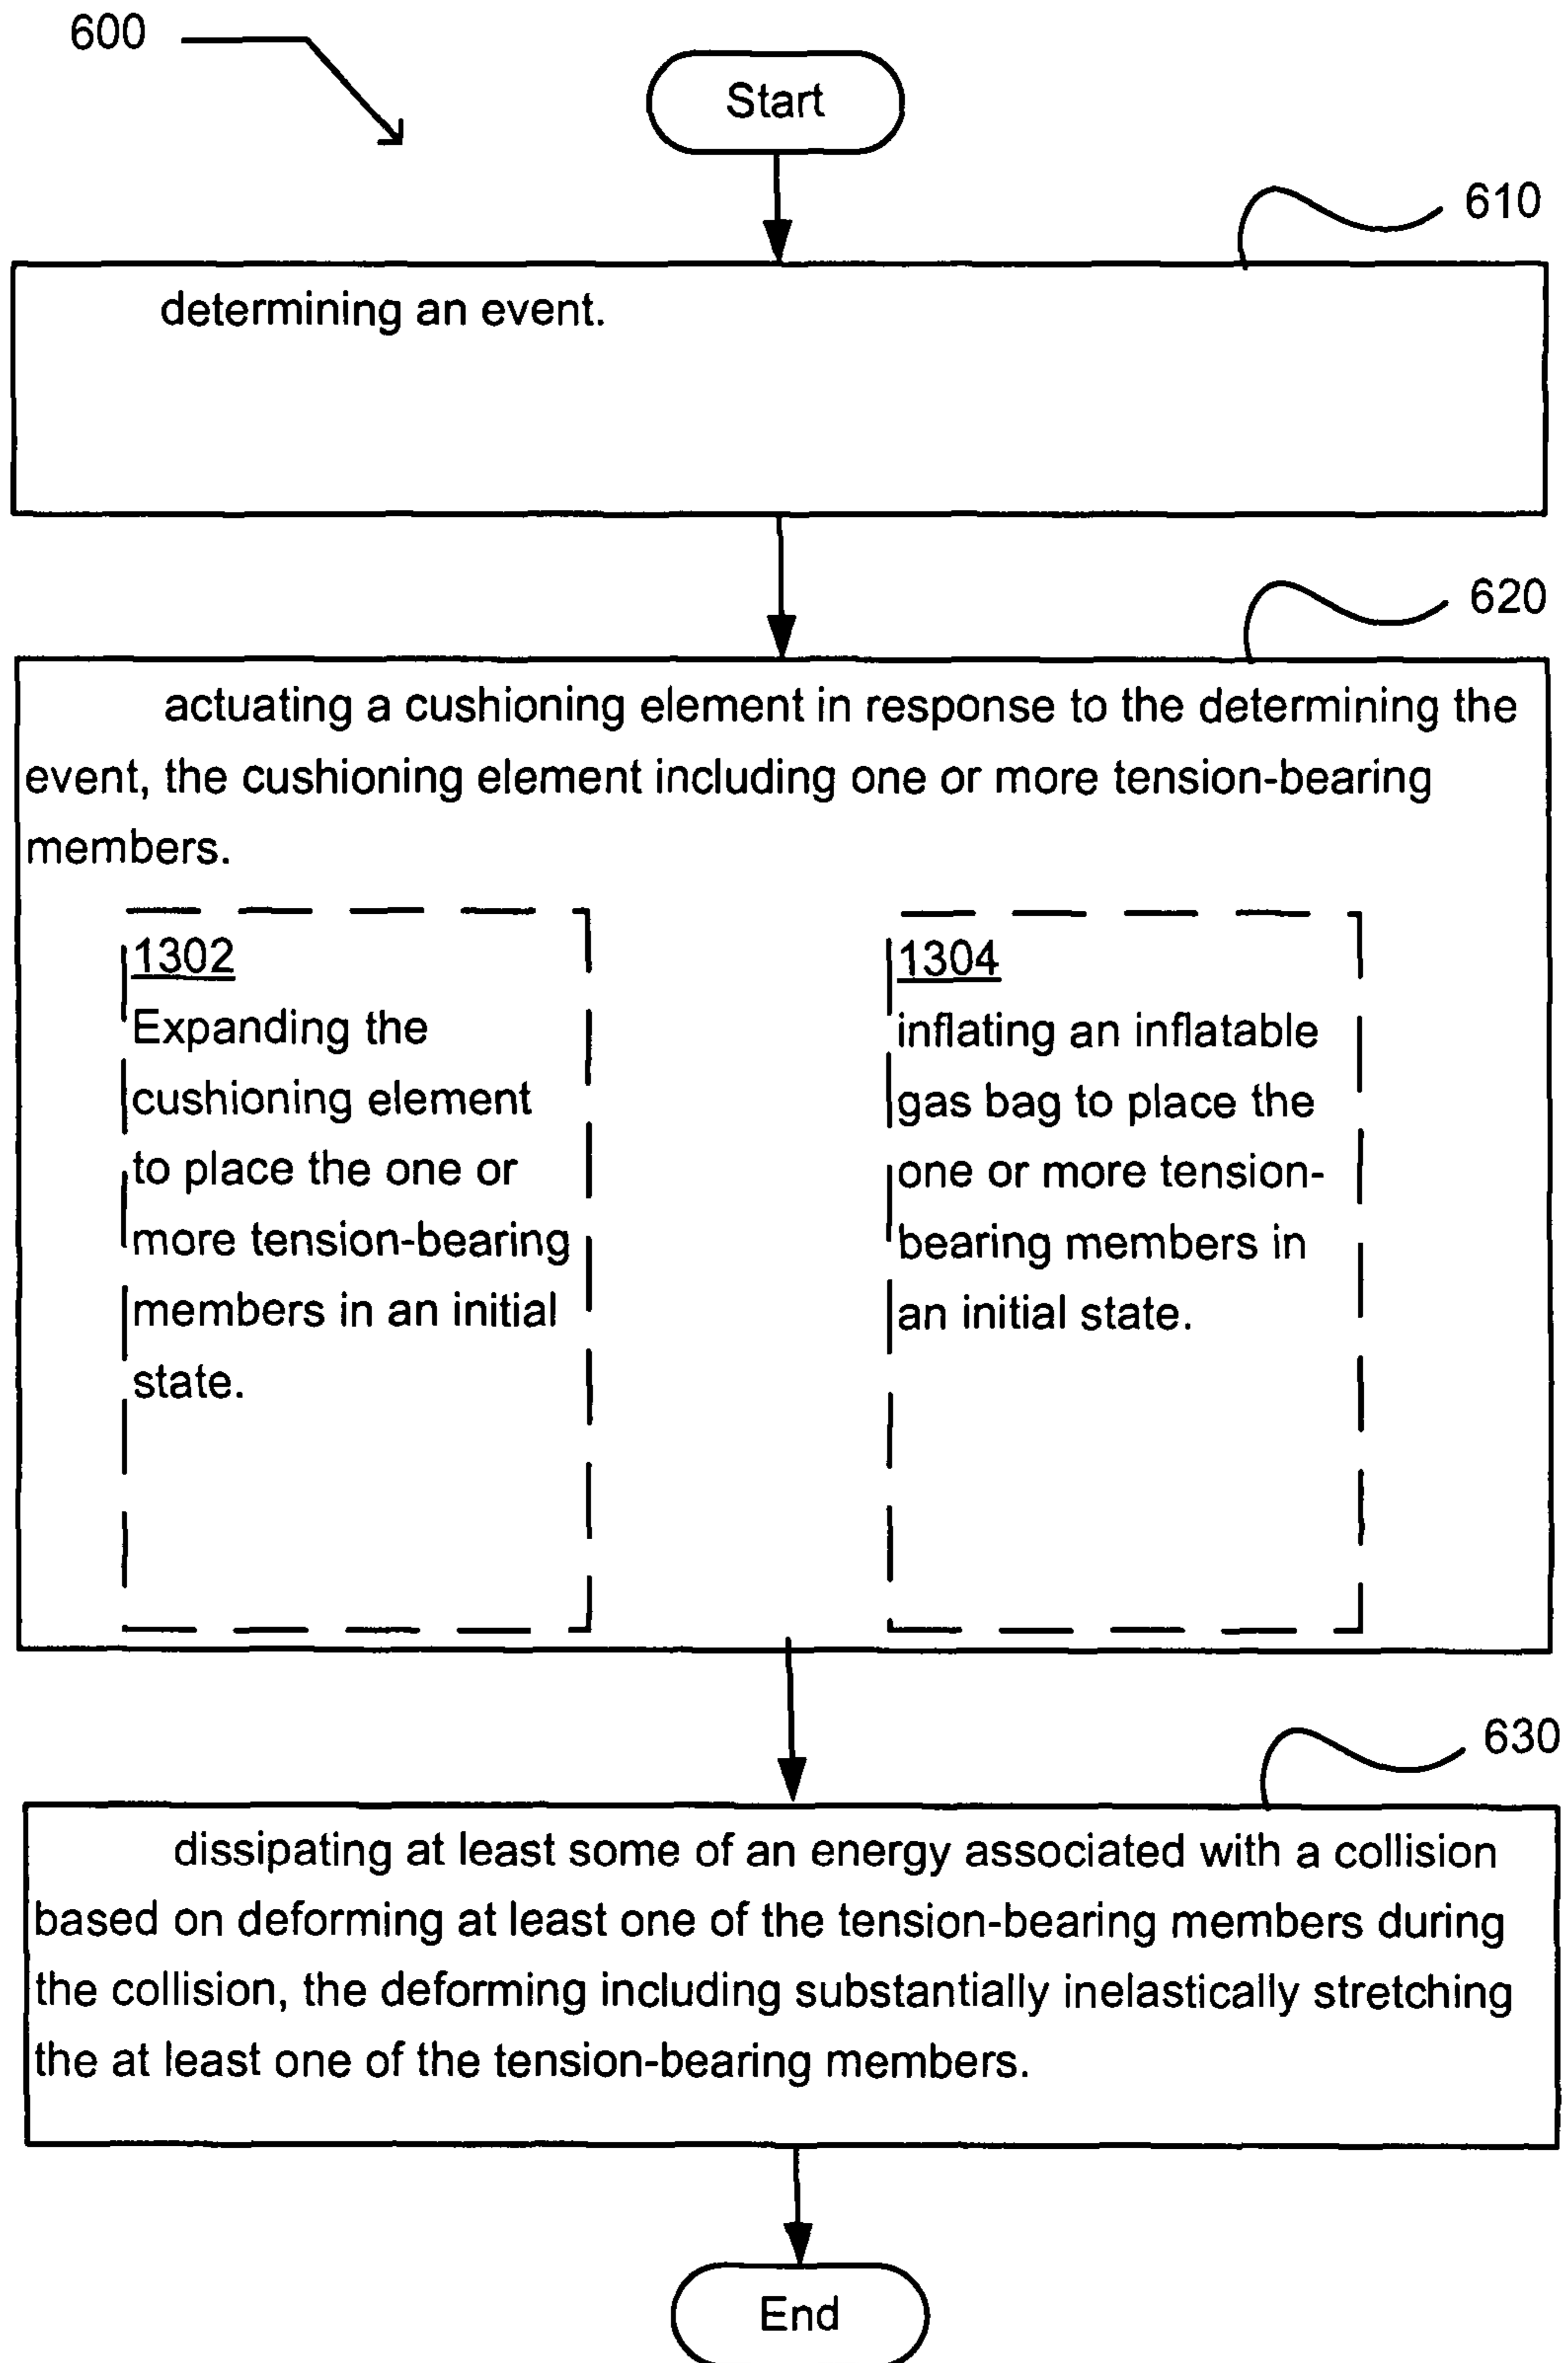 600
Start
610
determining an event.
620
actuating a cushioning element in response to the determining the
event, the cushioning element including one or more tension-bearing
members.
1302
Expanding the
cushioning element
to place the one or
more tension-bearing
members in an initial
state.
1304
inflating an inflatable
gas bag to place the
one or more tension-
bearing members in
an initial state.
630
dissipating at least some of an energy associated with a collision
based on deforming at least one of the tension-bearing members during
the collision, the deforming including substantially inelastically stretching
the at least one of the tension-bearing members.
End